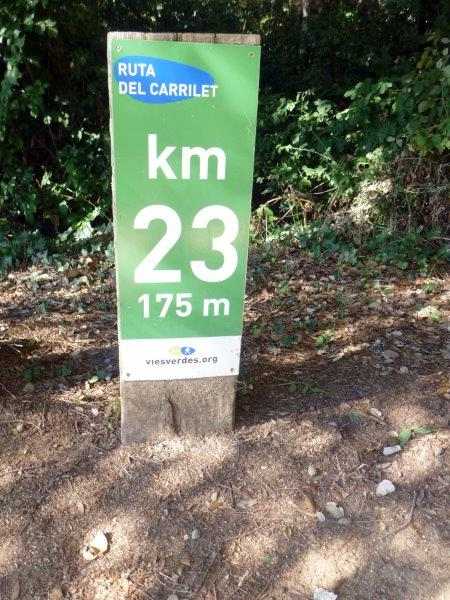 RUTA
DEL CARRILET
km
23
175 m
viesverdes.org